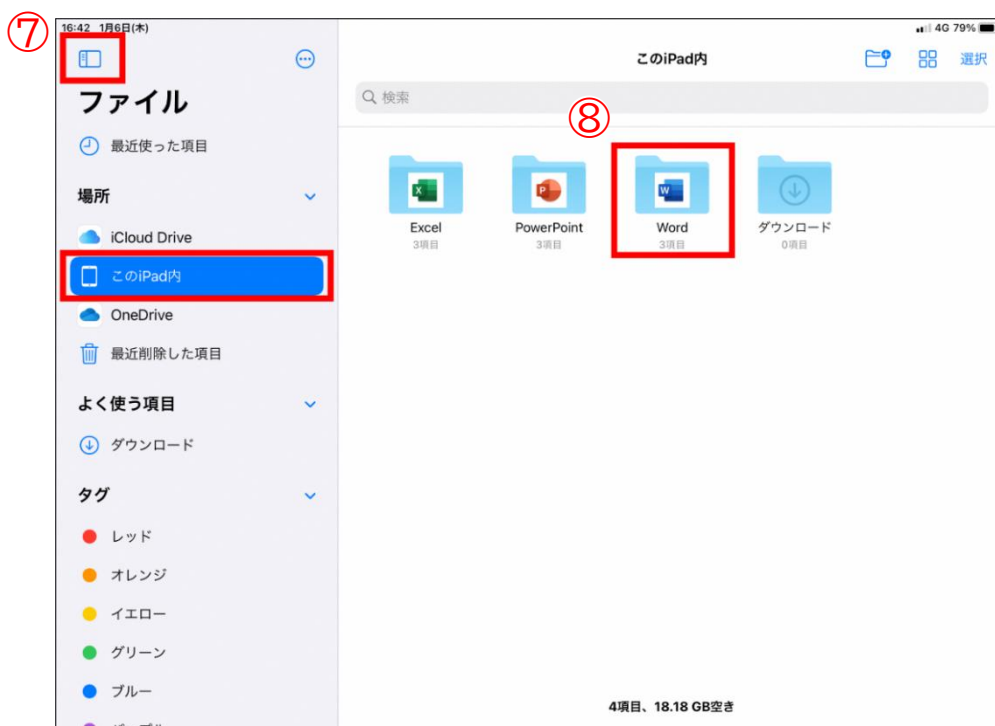 ⑦
16:42 1月6日(木)
4G 79%
このiPad内
選択
ファイル
検索
⑧
最近使った項目
場所
iCloud Drive
このiPad内
OneDrive
最近削除した項目
よく使う項目
ダウンロード
タグ
レッド
オレンジ
イエロー
グリーン
ブルー
Excel
3項目
PowerPoint
3項目
Word
3項目
ダウンロード
0項目
4項目、18.18 GB空き